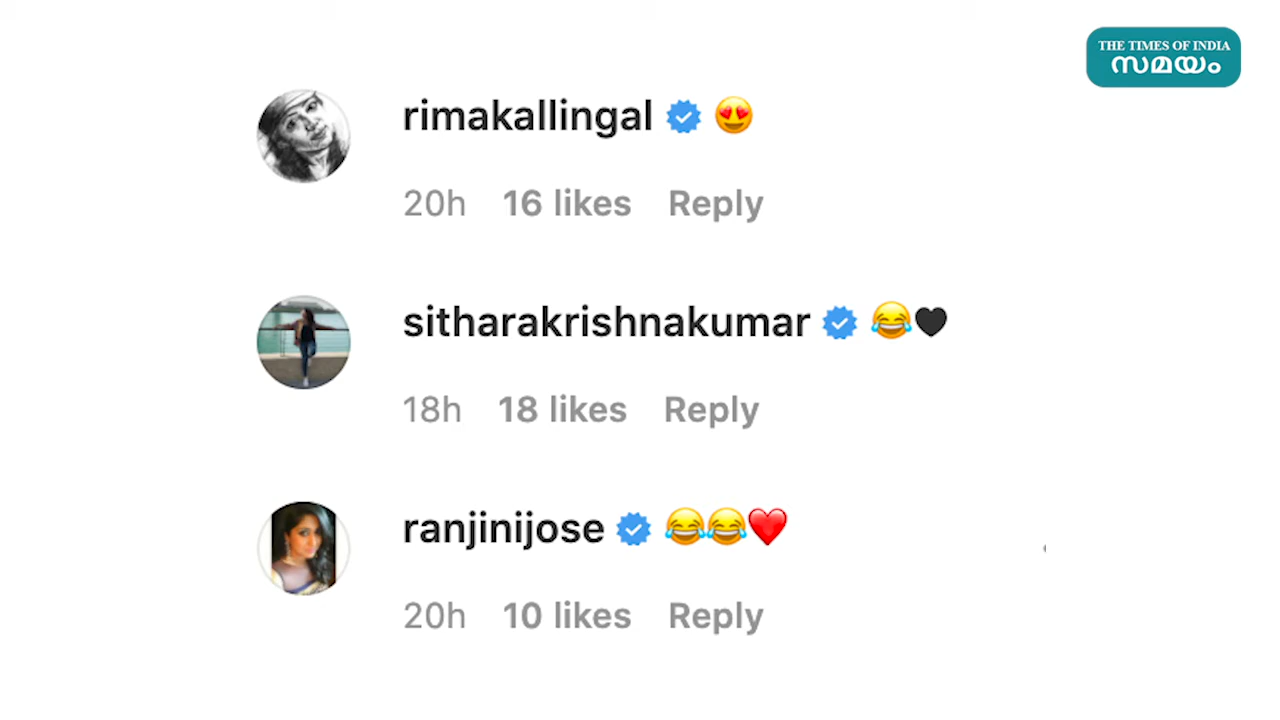 THE TIMES OF INDIA
സമയം
rimakallingal 😍
20h 16 likes Reply
sitharakrishnakumar 😂🖤
18h 18 likes Reply
ranjinijose 😂😂❤️
20h 10 likes Reply